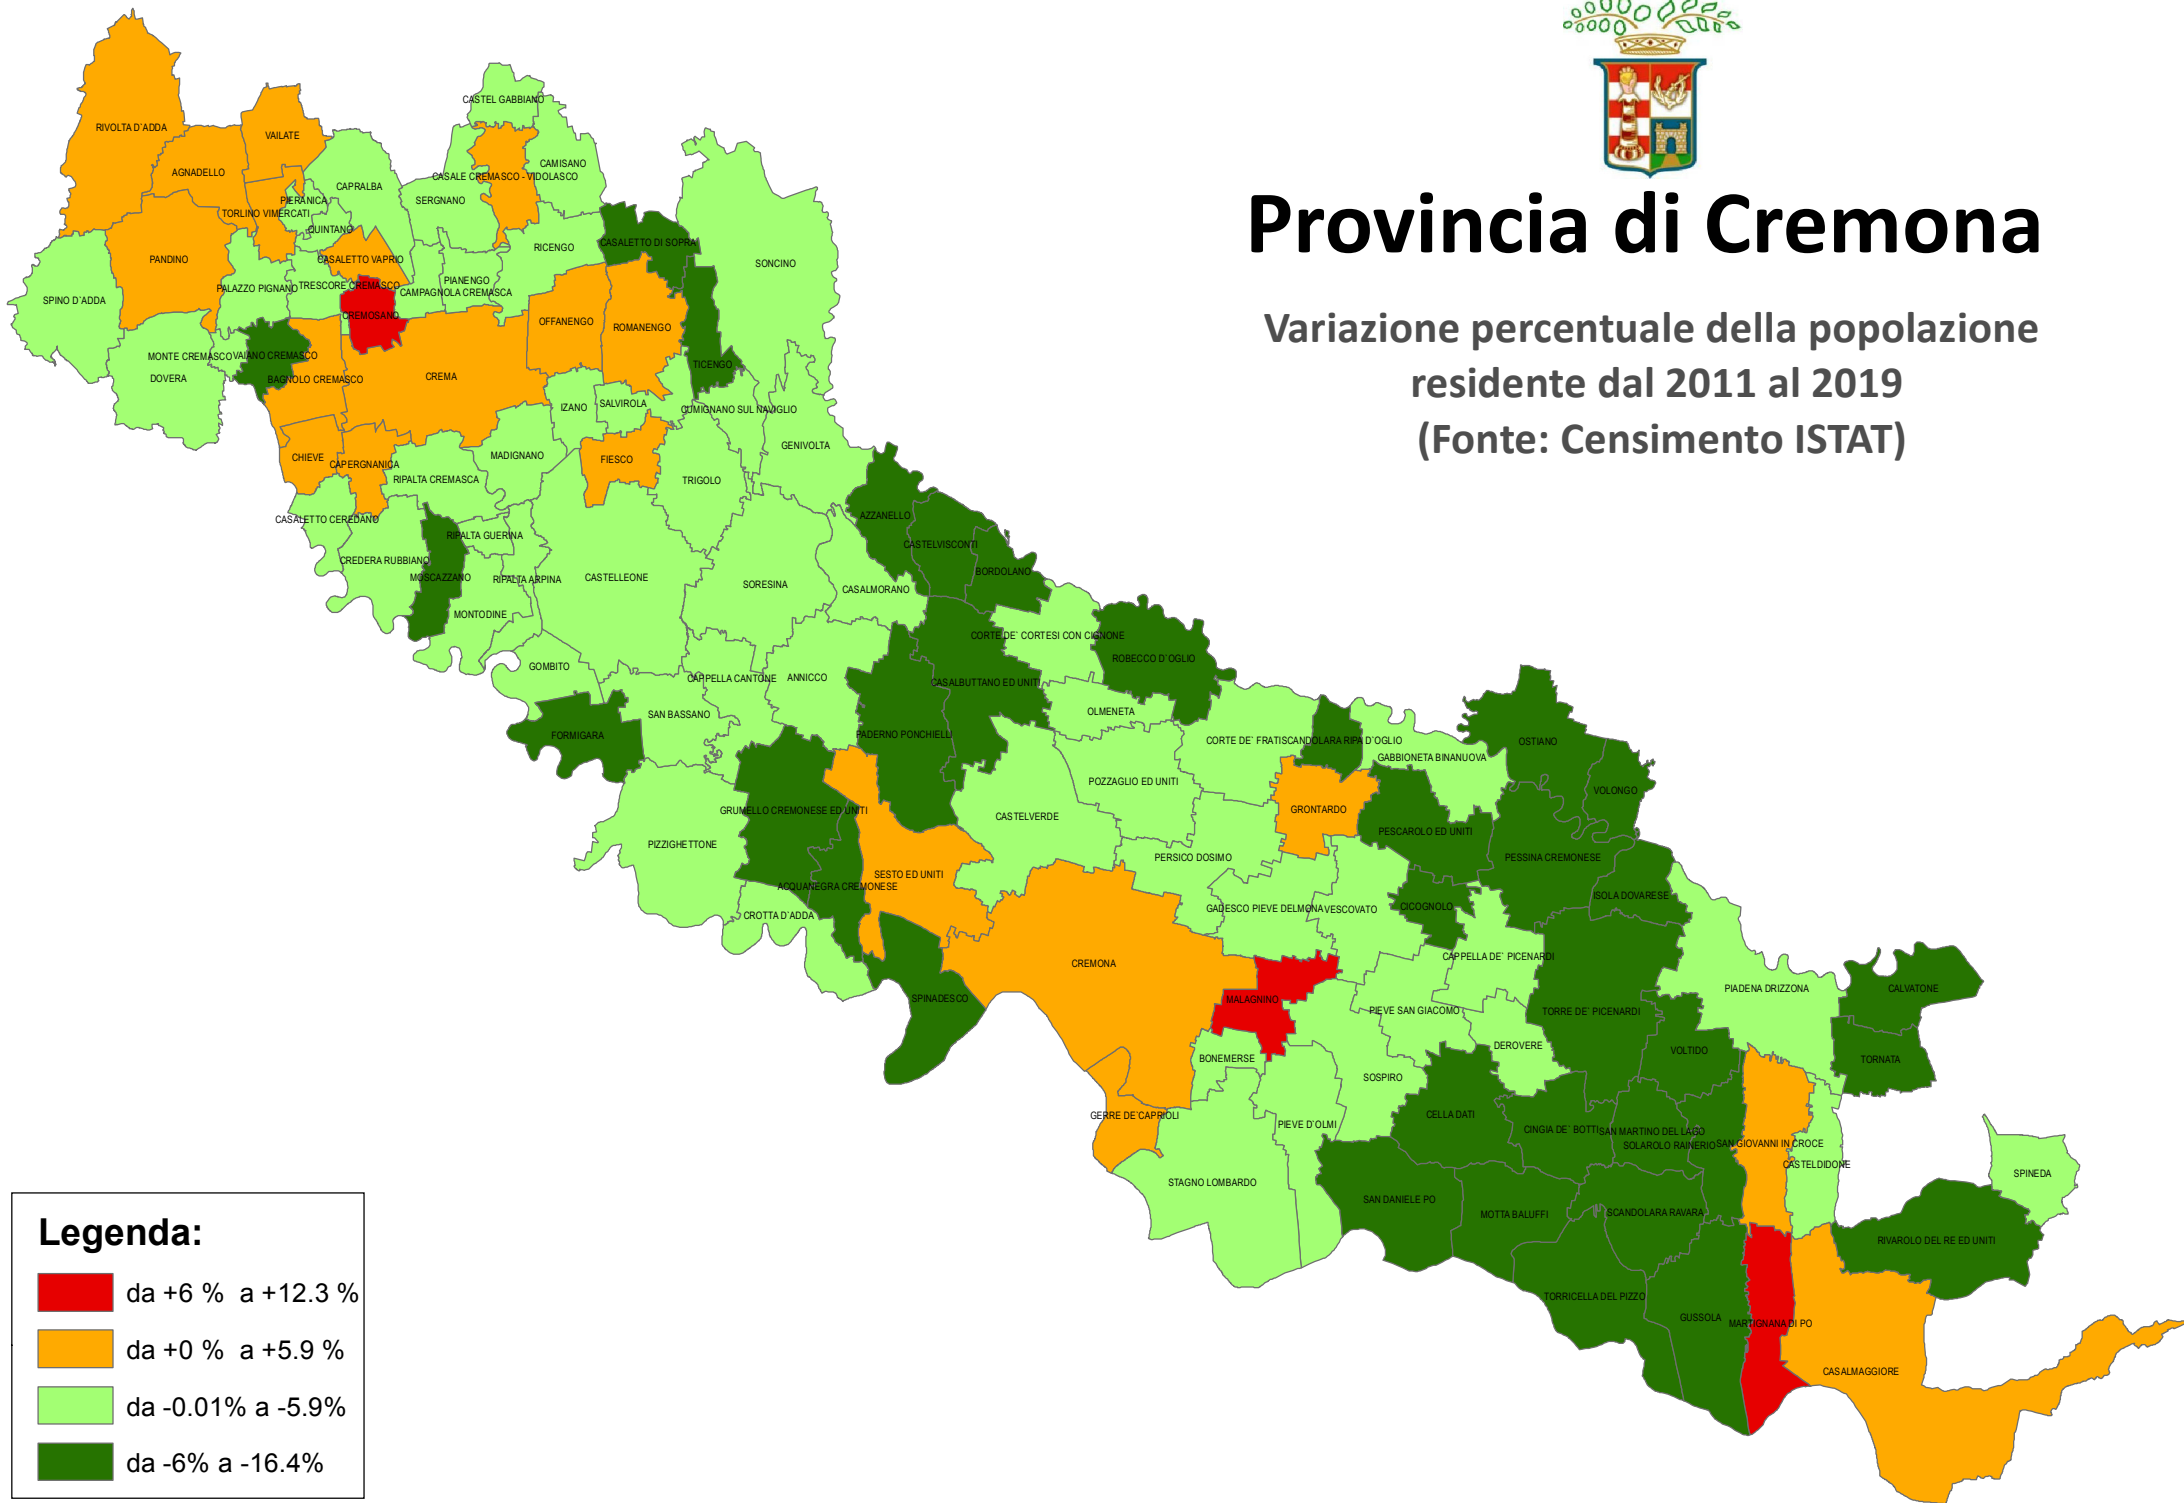 Provincia di Cremona
Variazione percentuale della popolazione
residente dal 2011 al 2019
(Fonte: Censimento ISTAT)
CASTEL GABBIANO
RIVOLTA D`ADDA
VAILATE
CAMISANO
AGNADELLO
CASALE CREMASCO - VIDOLASCO
CAPRALBA
PIERANICA
SERGNANO
TORLINO VIMERCATI
QUINTANO
CASALETTO DI SOPRA
RICENGO
PANDINO
CASALETTO VAPRIO
SONCINO
PIANENGO
PALAZZO PIGNANO
TRESCORE CREMASCO
CAMPAGNOLA CREMASCA
SPINO D`ADDA
CREMOSANO
OFFANENGO
ROMANENGO
MONTE CREMASCO
VAIANO CREMASCO
TICENGO
DOVERA
BAGNOLO CREMASCO
CREMA
IZANO
SALVIROLA
CUMIGNANO SUL NAVIGLIO
GENIVOLTA
CHIEVE
CAPERGNANICA
MADIGNANO
FIESCO
RIPALTA CREMASCA
TRIGOLO
CASALETTO CEREDANO
AZZANELLO
RIPALTA GUERINA
CASTELVISCONTI
CREDERA RUBBIANO
MOSCAZZANO
RIPALTA ARPINA
CASTELLEONE
BORDOLANO
SORESINA
CASALMORANO
MONTODINE
CORTE DE` CORTESI CON CIGNONE
ROBECCO D`OGLIO
GOMBITO
CAPPELLA CANTONE
ANNICCO
CASALBUTTANO ED UNITI
SAN BASSANO
OLMENETA
FORMIGARA
PADERNO PONCHIELLI
CORTE DE` FRATI
SCANDOLARA RIPA D`OGLIO
OSTIANO
GABBIONETA BINANUOVA
POZZAGLIO ED UNITI
VOLONGO
GRUMELLO CREMONESE ED UNITI
GRONTARDO
CASTELVERDE
PESCAROLO ED UNITI
PIZZIGHETTONE
PERSICO DOSIMO
PESSINA CREMONESE
SESTO ED UNITI
ACQUANEGRA CREMONESE
ISOLA DOVARESE
CROTTA D`ADDA
GADESCO PIEVE DELMONA
VESCOVATO
CICOGNOLO
CREMONA
CAPPELLA DE` PICENARDI
SPINADESCO
MALAGNINO
PIADENA DRIZZONA
CALVATONE
PIEVE SAN GIACOMO
TORRE DE` PICENARDI
DEROVERE
VOLTIDO
BONEMERSE
TORNATA
SOSPIRO
GERRE DE`CAPRIOLI
CELLA DATI
PIEVE D`OLMI
CINGIA DE` BOTTI
SAN MARTINO DEL LAGO
SOLAROLO RAINERIO
SAN GIOVANNI IN CROCE
CASTELDIDONE
SPINEDA
STAGNO LOMBARDO
SAN DANIELE PO
MOTTA BALUFFI
SCANDOLARA RAVARA
RIVAROLO DEL RE ED UNITI
TORRICELLA DEL PIZZO
GUSSOLA
MARTIGNANA DI PO
CASALMAGGIORE
Legenda:
da +6 % a +12.3 %
da +0 % a +5.9 %
da -0.01% a -5.9%
da -6% a -16.4%